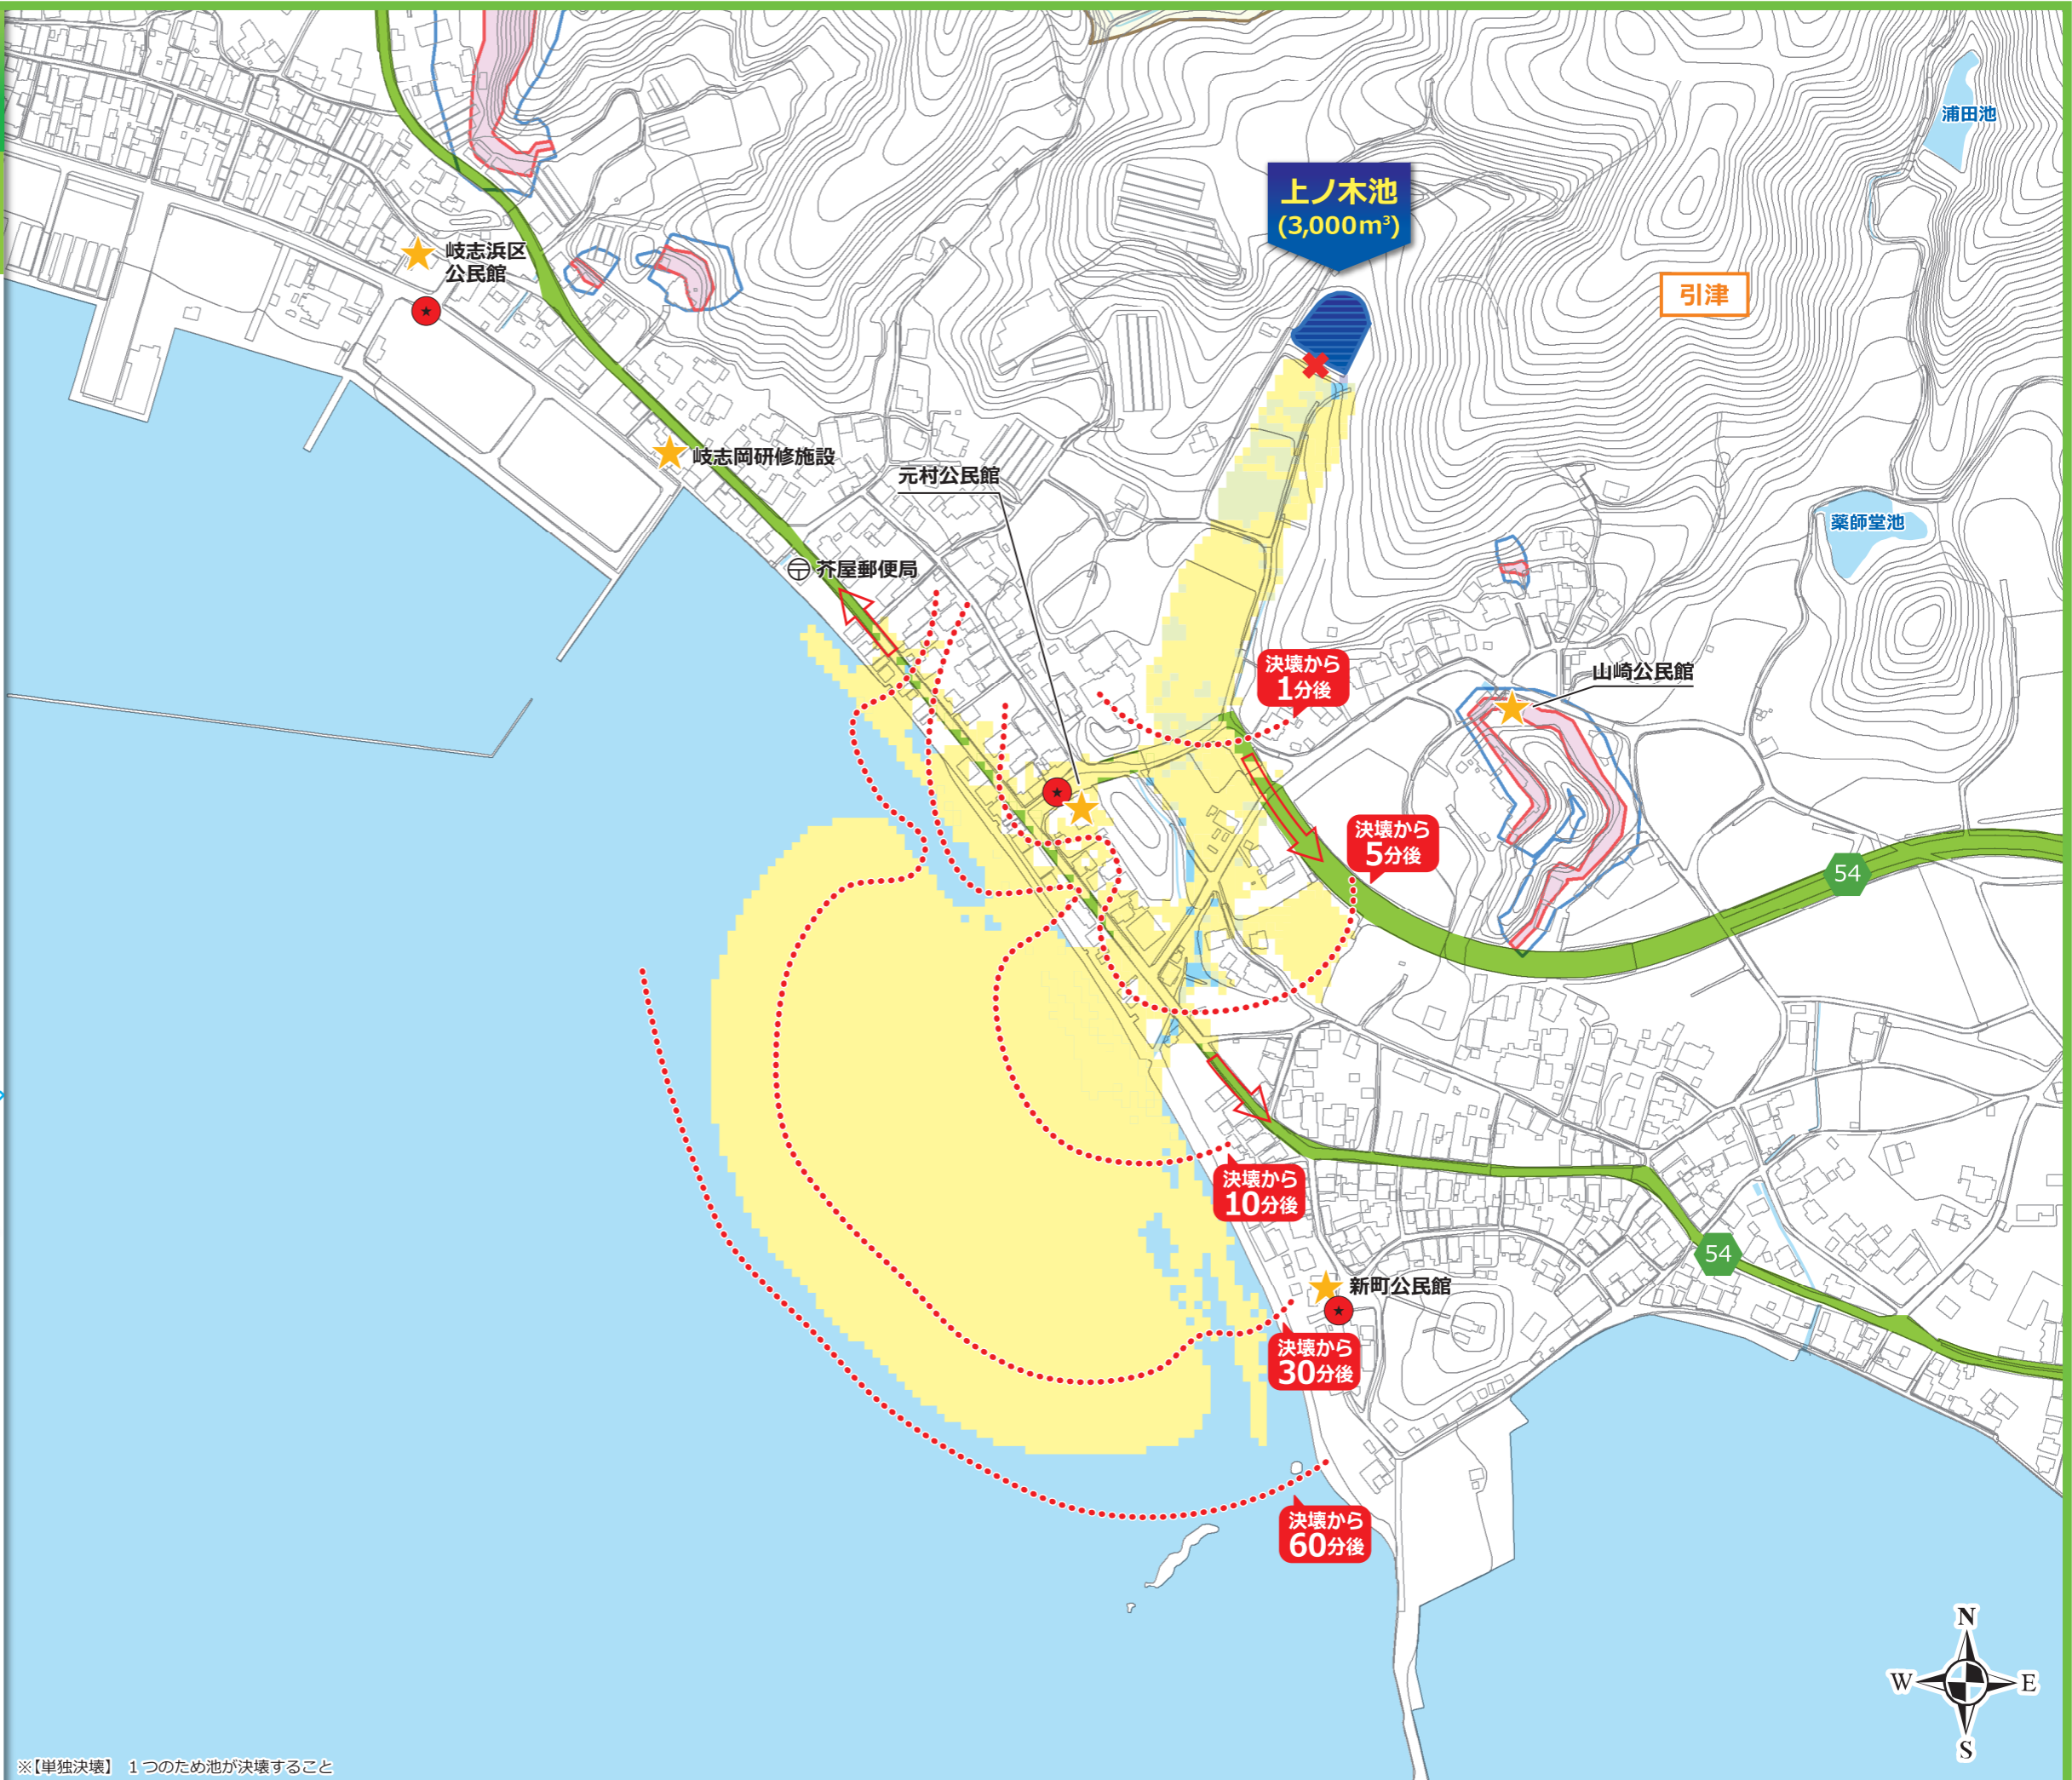 浦田池
上ノ木池
(3,000m³)
岐志浜区
公民館
引津
岐志岡研修施設
元村公民館
薬師堂池
芥屋郵便局
決壊から
1分後
山崎公民館
決壊から
5分後
54
決壊から
10分後
54
新町公民館
決壊から
30分後
決壊から
60分後
N
W
E
S
※【単独決壊】 1つのため池が決壊すること